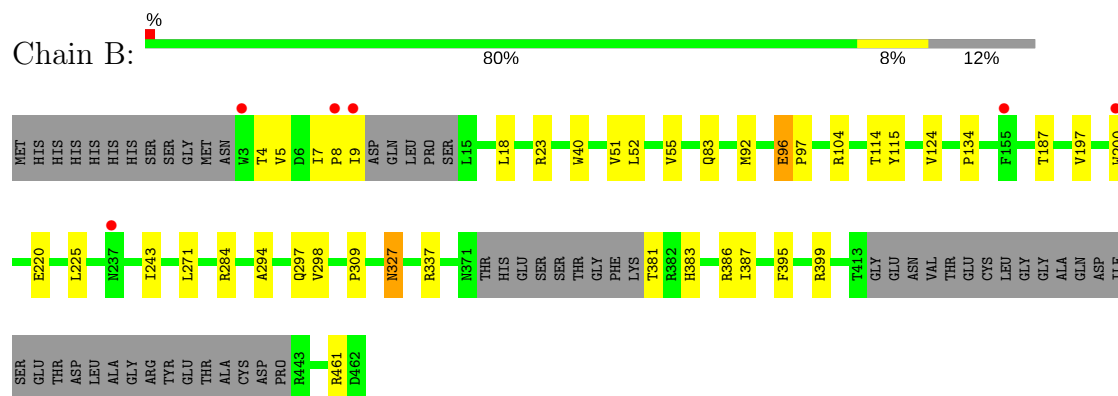 %
Chain B:
80% 8% 12%
MET HIS HIS HIS HIS HIS HIS SER SER GLY MET ASN W3 T4 V5 D6 I7 P8 I9 ASP GLN LEU PRO SER L15 L18 R23 W40 V51 L52 V55 Q83 M92 E96 P97 R104 T114 Y115 V124 P134 F155 T187 V197
E220 L225 N237 I243 L271 R284 A294 Q297 V298 P309 N327 R337 N371 THR HIS GLU SER SER THR GLY PHE LYS T381 R382 H383 R386 I387 F395 R399 T413 GLY GLU ASN VAL THR GLU CYS LEU GLY GLY ALA GLN ASP ILE
SER GLU THR ASP LEU ALA GLY ARG TYR GLU THR ALA CYS ASP PRO R443 R461 D462